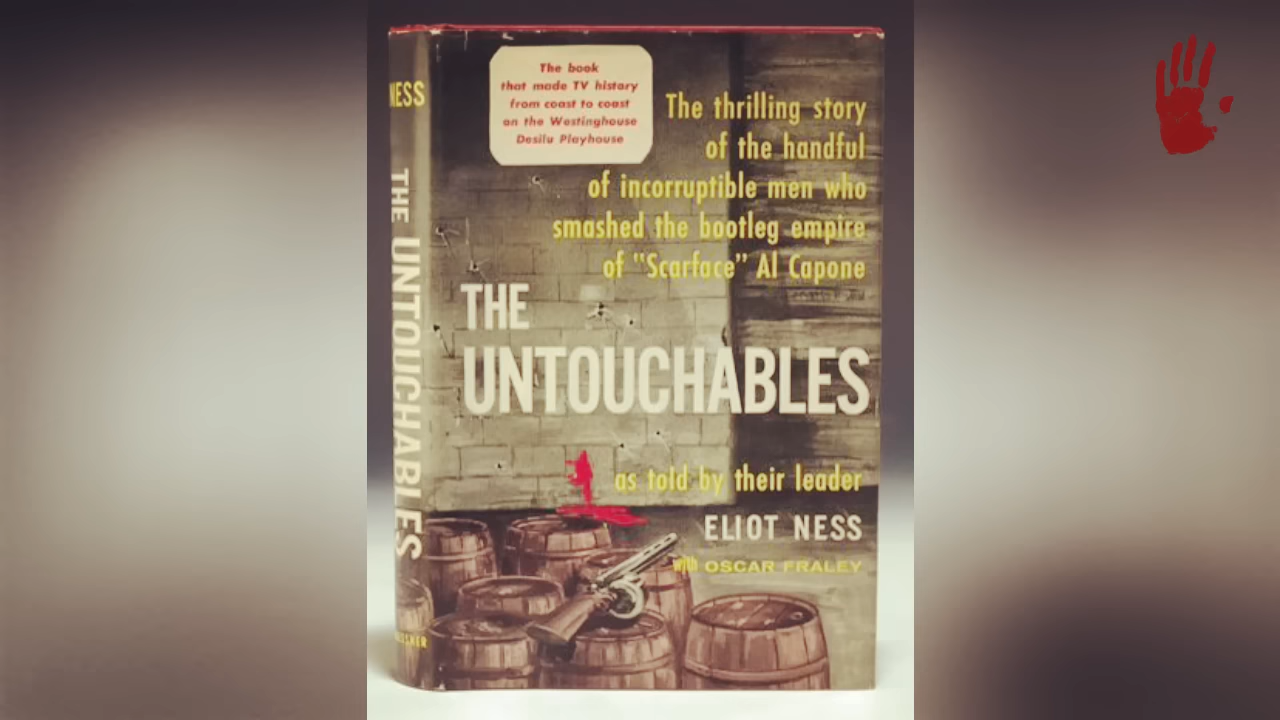 NESS
THE UNTOUCHABLES
The book
that made TV history
from coast to coast
on the Westinghouse
Desilu Playhouse
The thrilling story
of the handful
of incorruptible men who
smashed the bootleg empire
of "Scarface" Al Capone
THE
UNTOUCHABLES
as told by their leader
ELIOT NESS
with OSCAR FRALEY